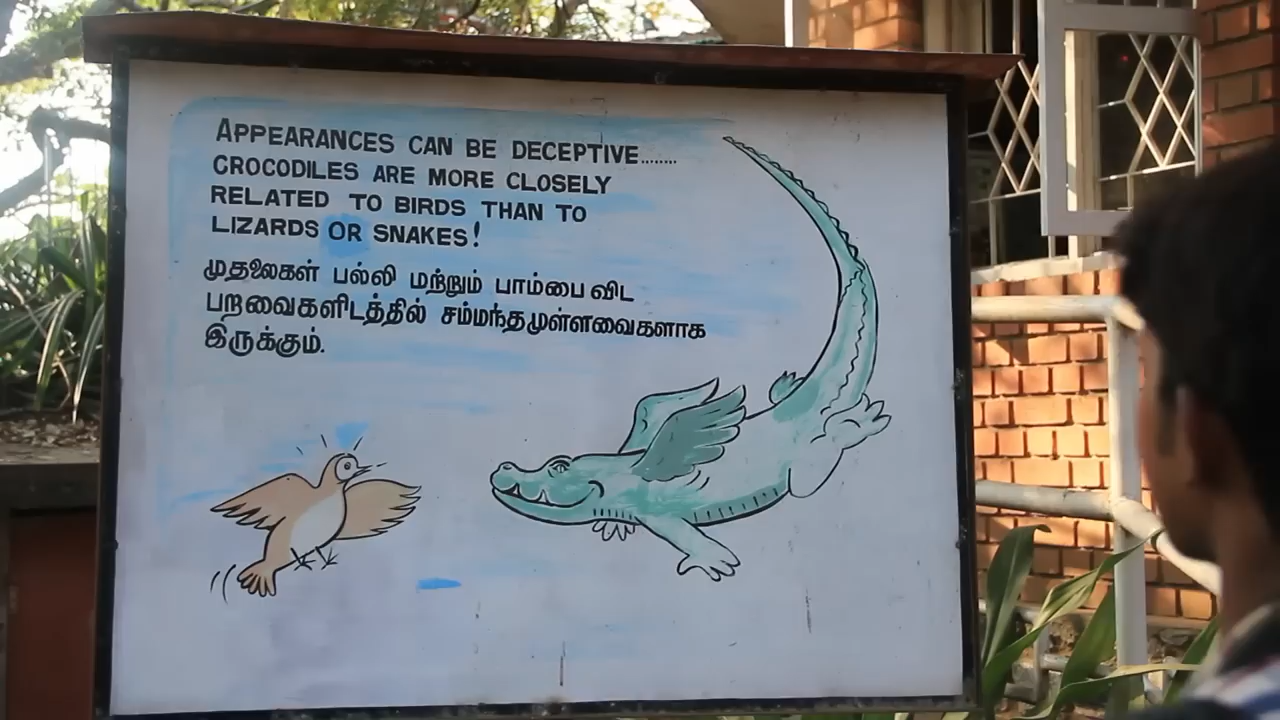 APPEARANCES CAN BE DECEPTIVE........
CROCODILES ARE MORE CLOSELY
RELATED TO BIRDS THAN TO
LIZARDS OR SNAKES!
முதலைகள் பல்லி மற்றும் பாம்பை விட
பறவைகளிடத்தில் சம்மந்தமுள்ளவைகளாக
இருக்கும்.